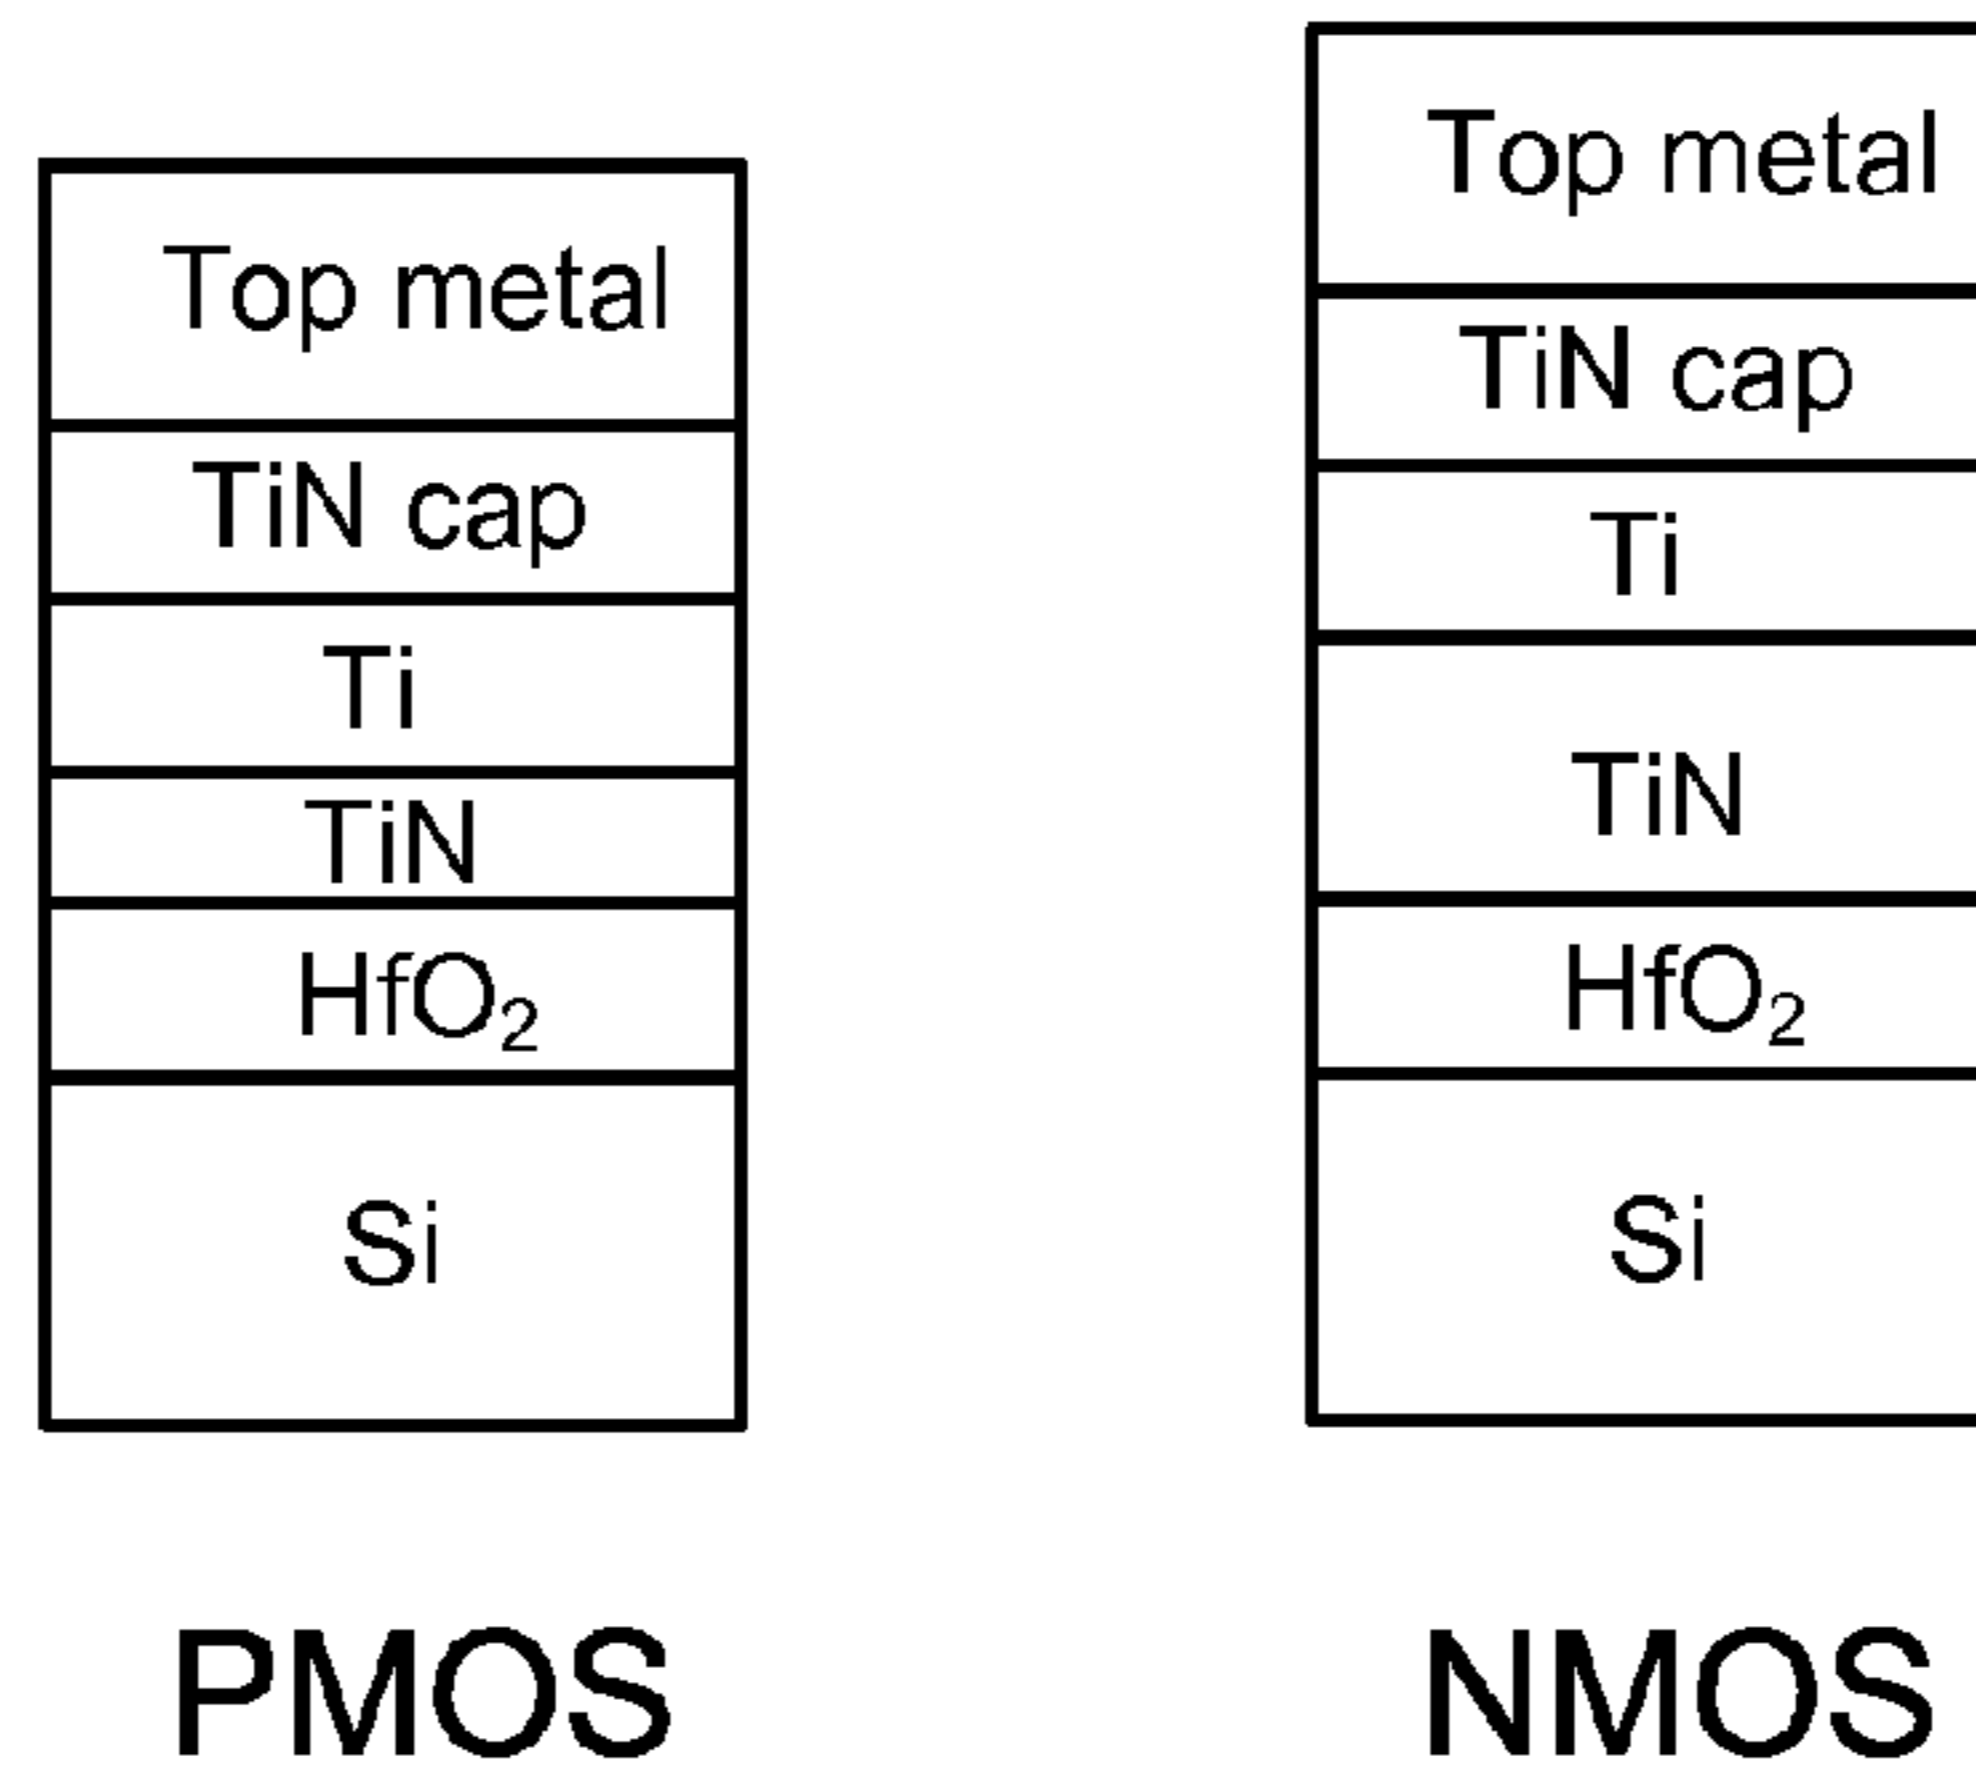 Top metal
TiN cap
Ti
TiN
HfO₂
Si
PMOS
Top metal
TiN cap
Ti
TiN
HfO₂
Si
NMOS